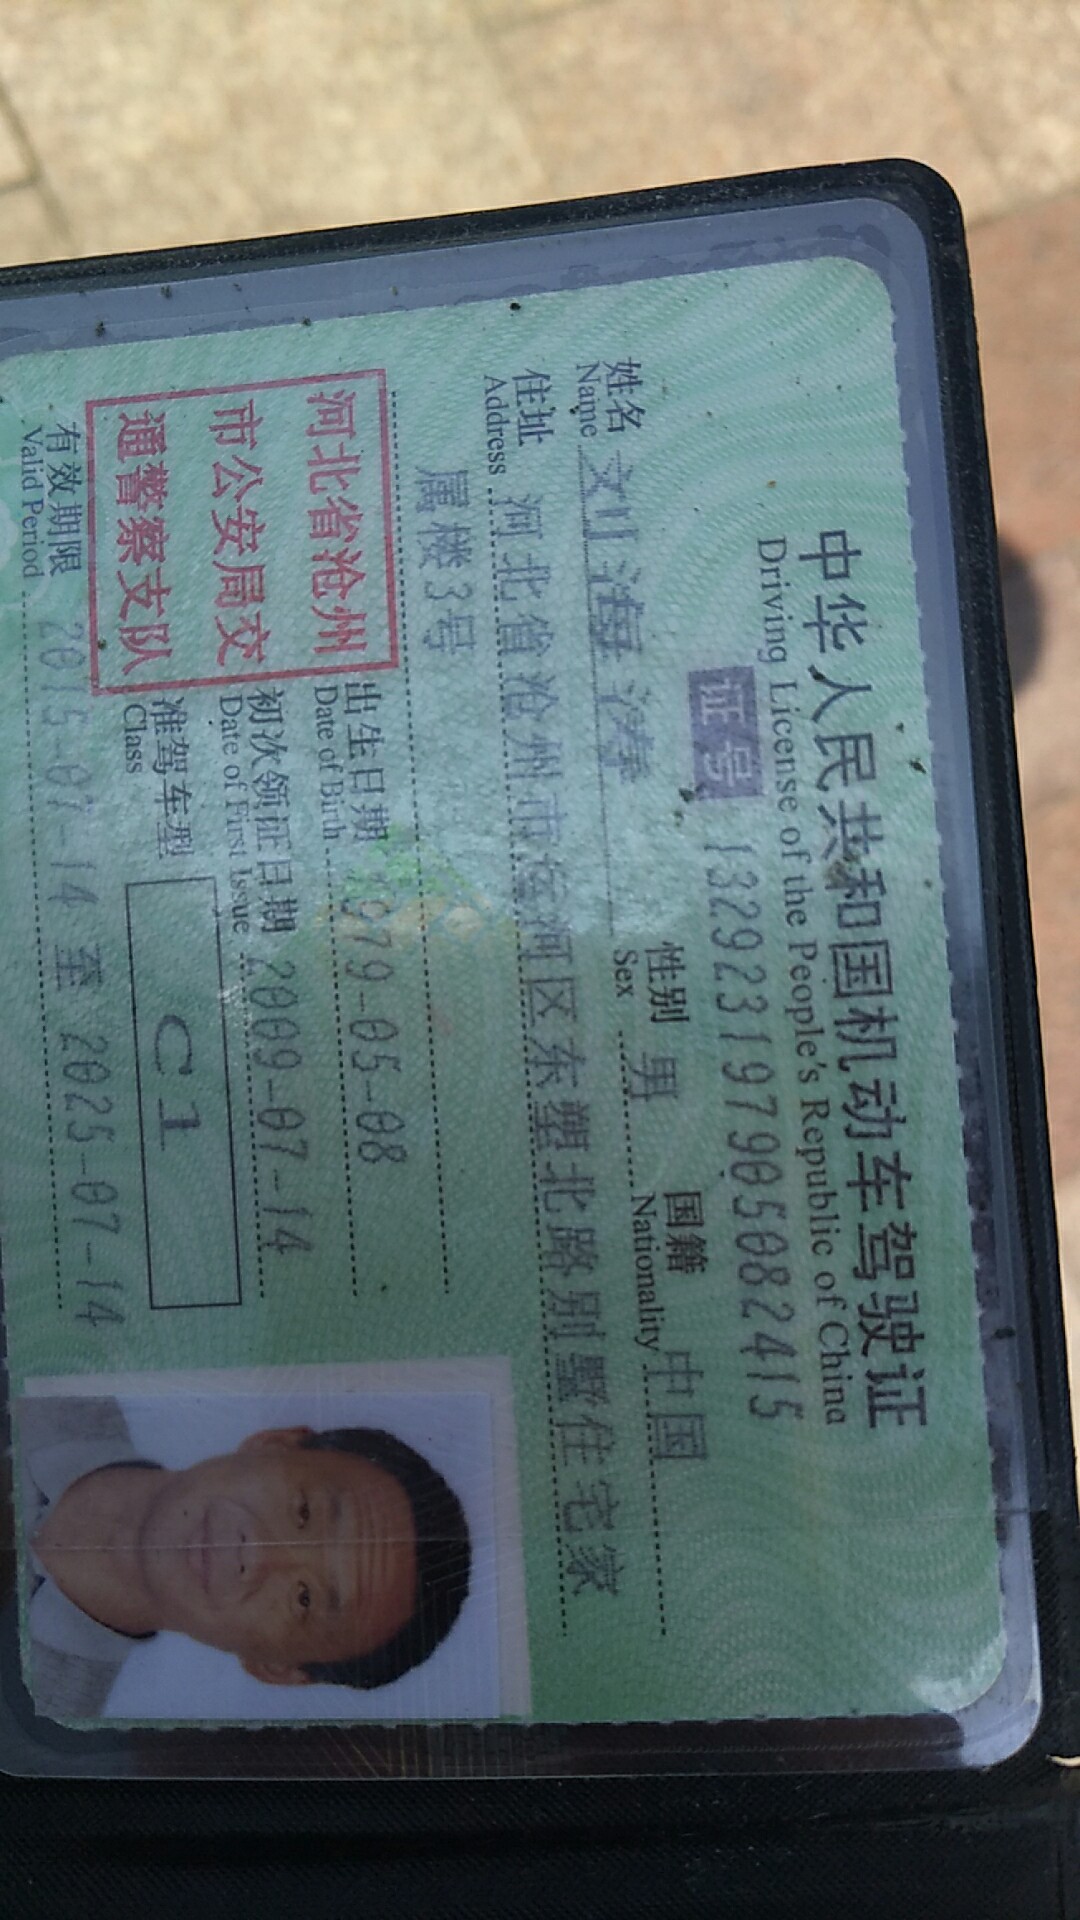 中华人民共和国机动车驾驶证
Driving License of the People's Republic of China
证号 132923197905082415
姓名
Name
性别 男
Sex
国籍 中国
Nationality
住址 河北省沧州市运河区东塑北路别墅住宅家
Address
属楼3号
河北省沧州
市公安局交
通警察支队
出生日期 1979-05-08
Date of Birth
初次领证日期 2009-07-14
Date of First Issue
准驾车型 C1
Class
有效期限 2015-07-14 至 2025-07-14
Valid Period